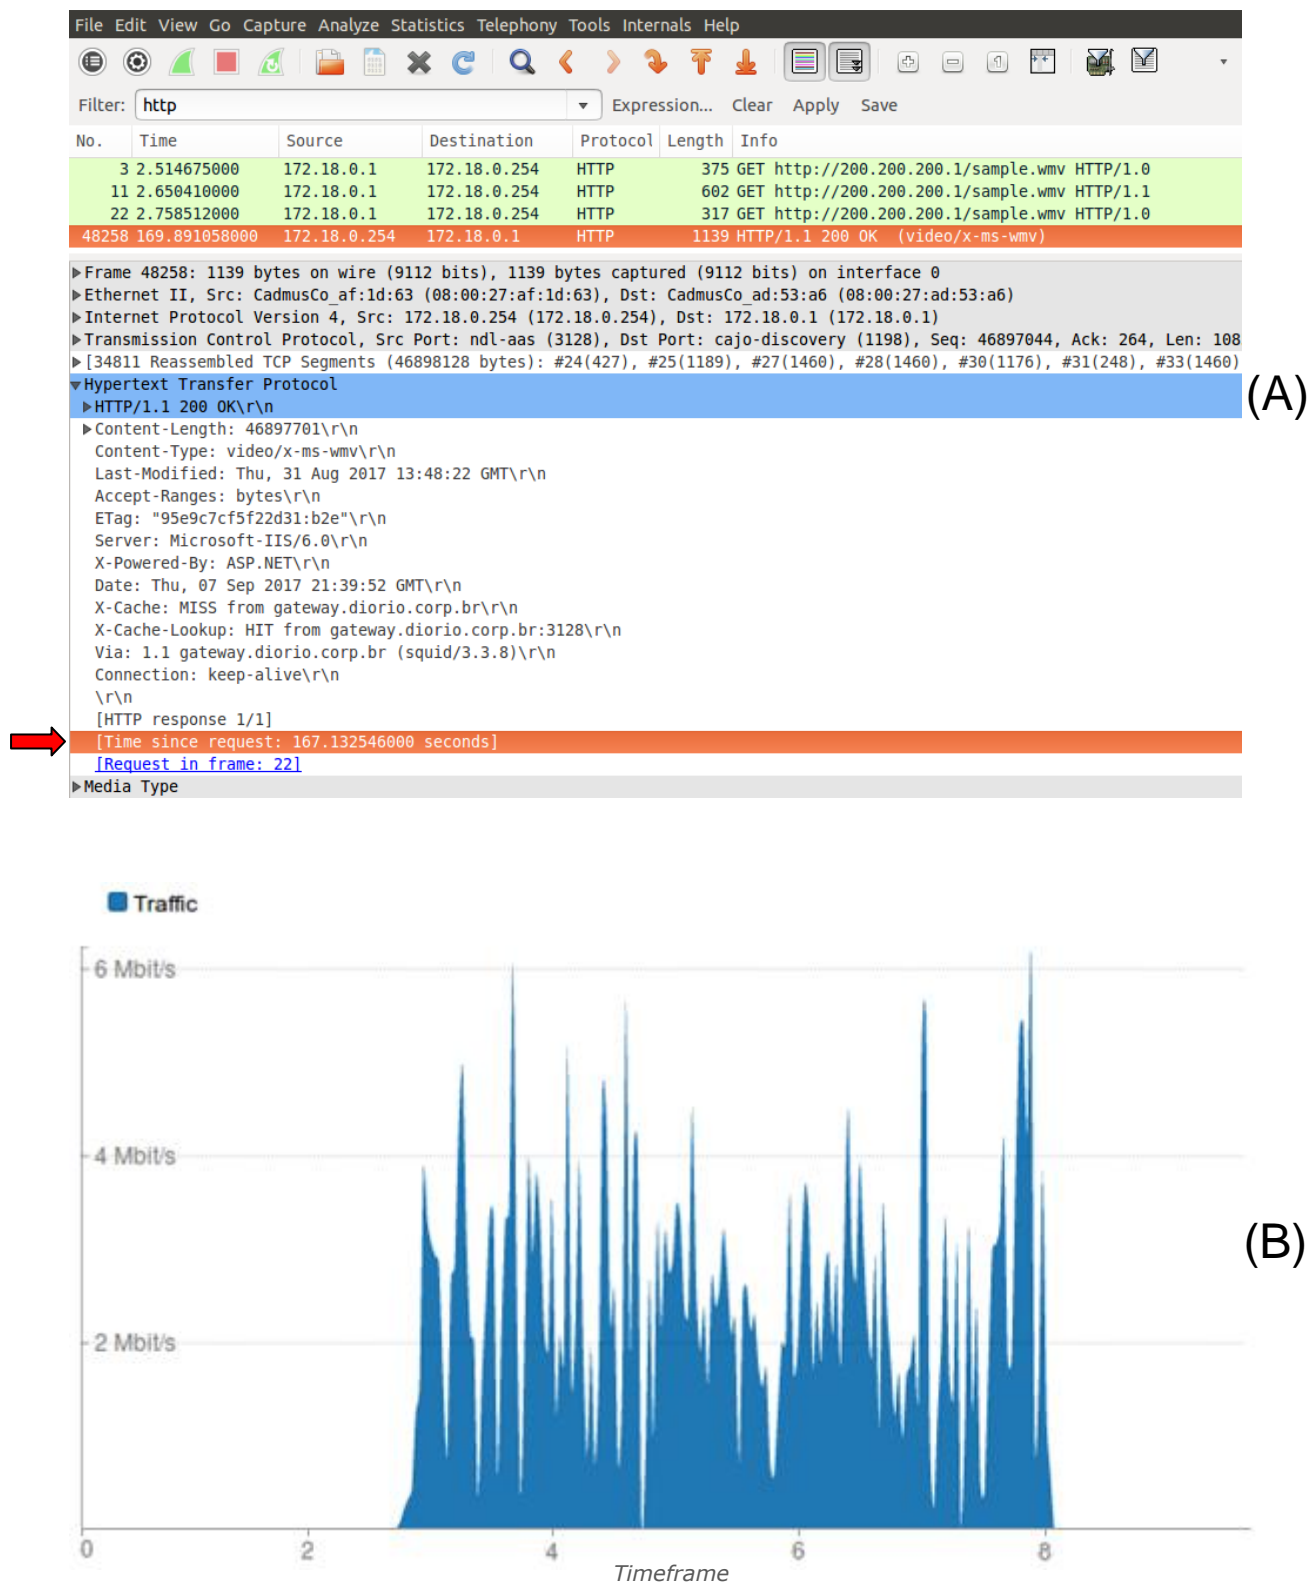 File Edit View Go Capture Analyze Statistics Telephony Tools Internals Help
Filter: http Expression... Clear Apply Save
No. Time Source Destination Protocol Length Info
3 2.514675000 172.18.0.1 172.18.0.254 HTTP 375 GET http://200.200.200.1/sample.wmv HTTP/1.0
11 2.650410000 172.18.0.1 172.18.0.254 HTTP 602 GET http://200.200.200.1/sample.wmv HTTP/1.1
22 2.758512000 172.18.0.1 172.18.0.254 HTTP 317 GET http://200.200.200.1/sample.wmv HTTP/1.0
48258 169.891058000 172.18.0.254 172.18.0.1 HTTP 1139 HTTP/1.1 200 OK (video/x-ms-wmv)
Frame 48258: 1139 bytes on wire (9112 bits), 1139 bytes captured (9112 bits) on interface 0
Ethernet II, Src: CadmusCo_af:1d:63 (08:00:27:af:1d:63), Dst: CadmusCo_ad:53:a6 (08:00:27:ad:53:a6)
Internet Protocol Version 4, Src: 172.18.0.254 (172.18.0.254), Dst: 172.18.0.1 (172.18.0.1)
Transmission Control Protocol, Src Port: ndl-aas (3128), Dst Port: cajo-discovery (1198), Seq: 46897044, Ack: 264, Len: 108
[34811 Reassembled TCP Segments (46898128 bytes): #24(427), #25(1189), #27(1460), #28(1460), #30(1176), #31(248), #33(1460)
Hypertext Transfer Protocol
(A)
HTTP/1.1 200 OK\r\n
Content-Length: 46897701\r\n
Content-Type: video/x-ms-wmv\r\n
Last-Modified: Thu, 31 Aug 2017 13:48:22 GMT\r\n
Accept-Ranges: bytes\r\n
ETag: "95e9c7cf5f22d31:b2e"\r\n
Server: Microsoft-IIS/6.0\r\n
X-Powered-By: ASP.NET\r\n
Date: Thu, 07 Sep 2017 21:39:52 GMT\r\n
X-Cache: MISS from gateway.diorio.corp.br\r\n
X-Cache-Lookup: HIT from gateway.diorio.corp.br:3128\r\n
Via: 1.1 gateway.diorio.corp.br (squid/3.3.8)\r\n
Connection: keep-alive\r\n
\r\n
[HTTP response 1/1]
[Time since request: 167.132546000 seconds]
[Request in frame: 22]
Media Type
Traffic
6 Mbit/s
4 Mbit/s
(B)
2 Mbit/s
0 2 4 6 8
Timeframe